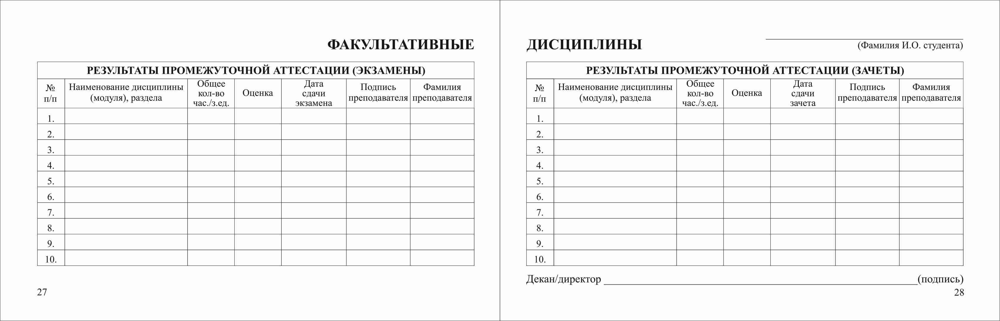 ФАКУЛЬТАТИВНЫЕ
РЕЗУЛЬТАТЫ ПРОМЕЖУТОЧНОЙ АТТЕСТАЦИИ (ЭКЗАМЕНЫ)
№
п/п
Наименование дисциплины
(модуля), раздела
Общее
кол-во
час./з.ед.
Оценка
Дата
сдачи
экзамена
Подпись
преподавателя
Фамилия
преподавателя
1.
2.
3.
4.
5.
6.
7.
8.
9.
10.
27
ДИСЦИПЛИНЫ
(Фамилия И.О. студента)
РЕЗУЛЬТАТЫ ПРОМЕЖУТОЧНОЙ АТТЕСТАЦИИ (ЗАЧЕТЫ)
№
п/п
Наименование дисциплины
(модуля), раздела
Общее
кол-во
час./з.ед.
Оценка
Дата
сдачи
зачета
Подпись
преподавателя
Фамилия
преподавателя
1.
2.
3.
4.
5.
6.
7.
8.
9.
10.
Декан/директор (подпись)
28